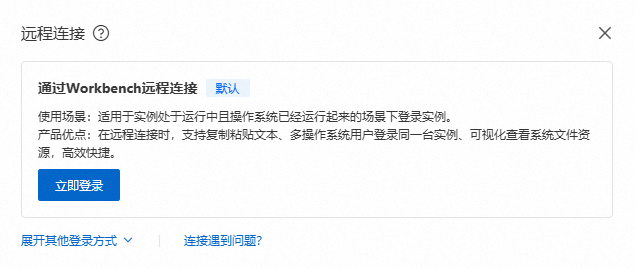 远程连接
通过Workbench远程连接 默认
使用场景：适用于实例处于运行中且操作系统已经运行起来的场景下登录实例。
产品优点：在远程连接时，支持复制粘贴文本、多操作系统用户登录同一台实例、可视化查看系统文件资
源，高效快捷。
立即登录
展开其他登录方式 连接遇到问题?